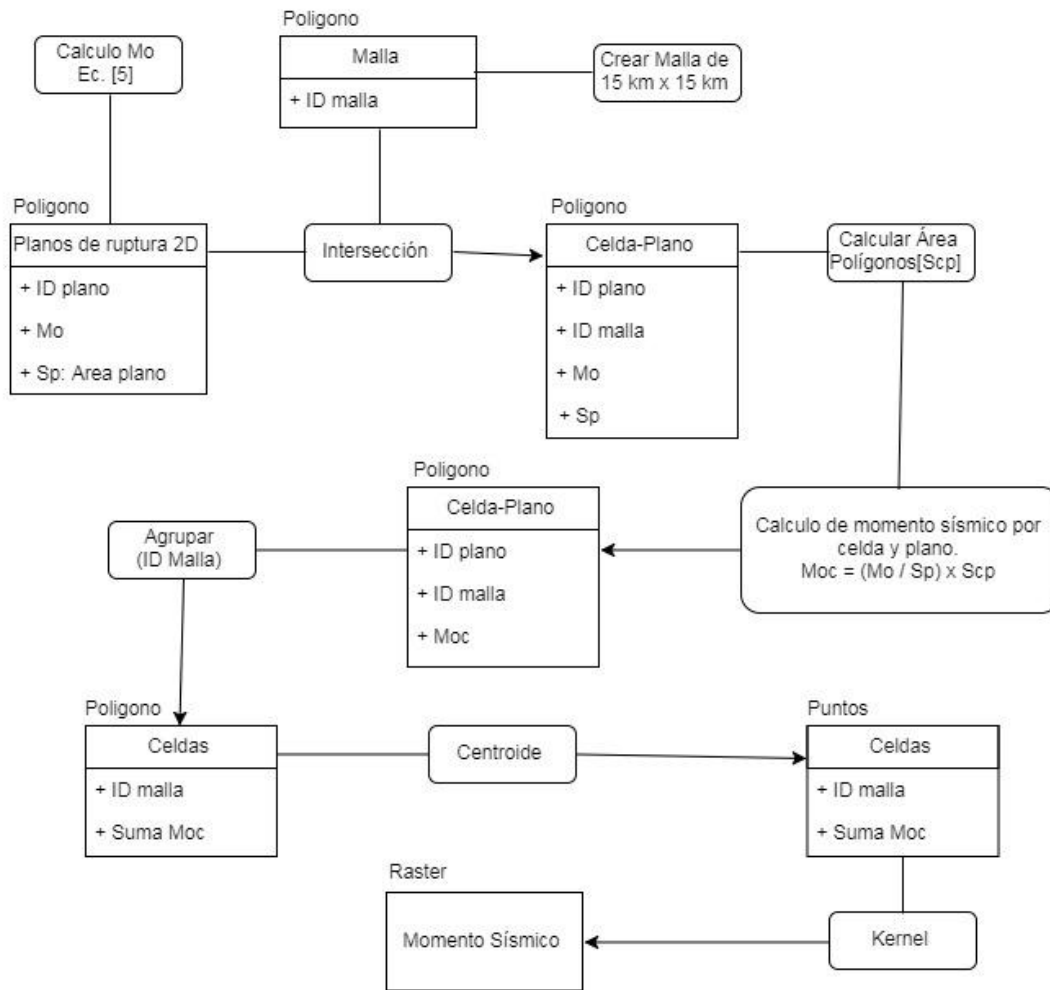 Calculo Mo
Ec. [5]
Poligono
Malla
+ ID malla
Crear Malla de
15 km x 15 km
Poligono
Planos de ruptura 2D
+ ID plano
+ Mo
+ Sp: Area plano
Intersección
Poligono
Celda-Plano
+ ID plano
+ ID malla
+ Mo
+ Sp
Calcular Área
Polígonos[Scp]
Calculo de momento sísmico por
celda y plano.
Moc = (Mo / Sp) x Scp
Poligono
Celda-Plano
+ ID plano
+ ID malla
+ Moc
Agrupar
(ID Malla)
Poligono
Celdas
+ ID malla
+ Suma Moc
Centroide
Puntos
Celdas
+ ID malla
+ Suma Moc
Kernel
Raster
Momento Sísmico